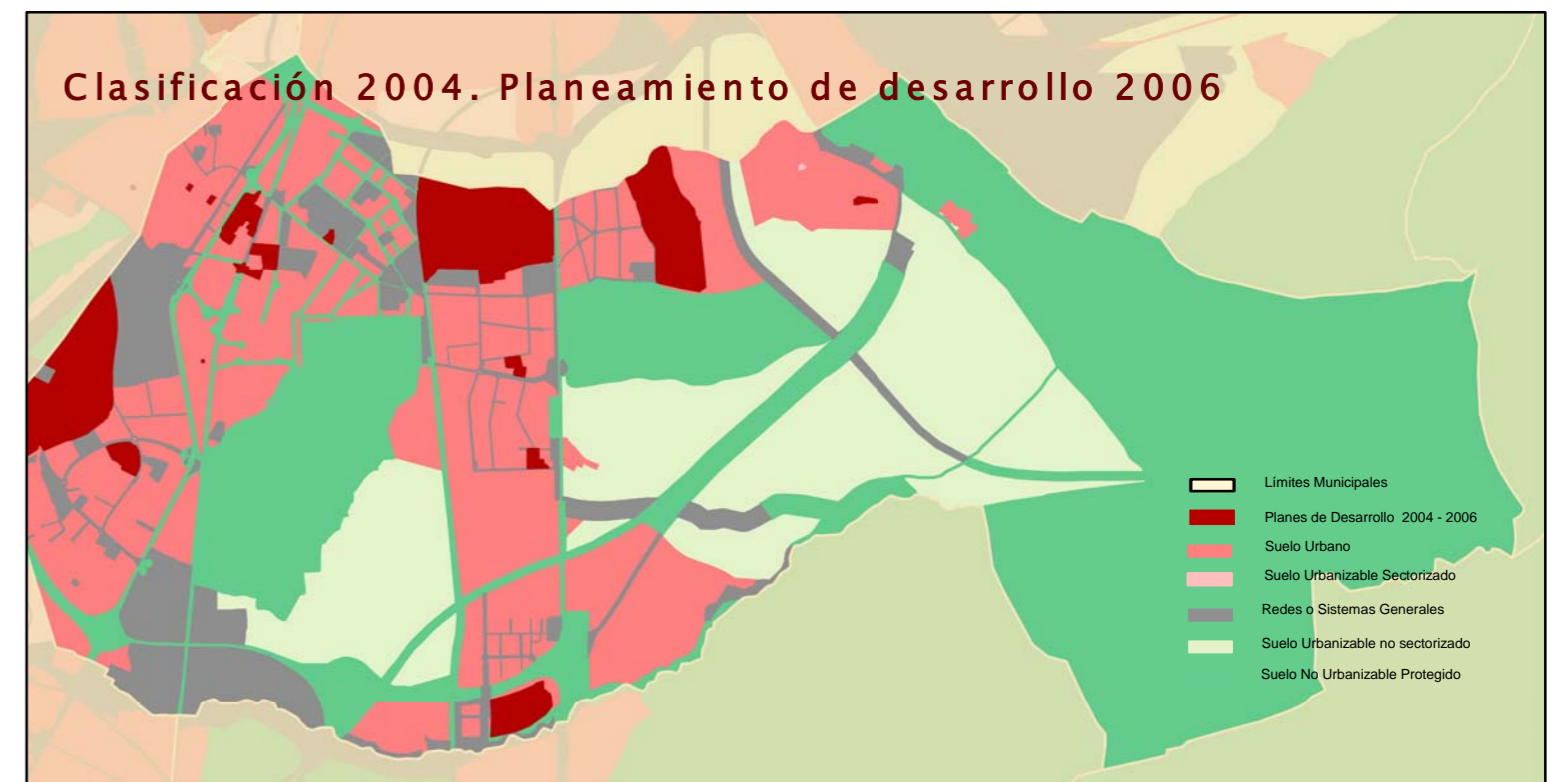 Clasificación 2004. Planeamiento de desarrollo 2006
Límites Municipales
Planes de Desarrollo 2004 - 2006
Suelo Urbano
Suelo Urbanizable Sectorizado
Redes o Sistemas Generales
Suelo Urbanizable no sectorizado
Suelo No Urbanizable Protegido